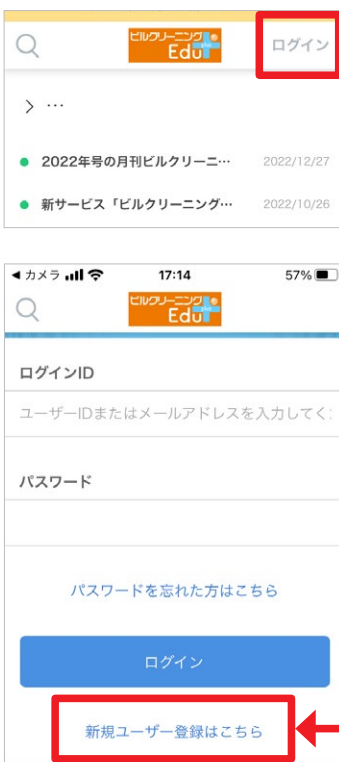 ビルクリーニング
Edu plus
ログイン
> …
2022年号の月刊ビルクリーニ… 2022/12/27
新サービス「ビルクリーニング… 2022/10/26
◀カメラ 17:14 57%
ビルクリーニング
Edu plus
ログインID
ユーザーIDまたはメールアドレスを入力してく
パスワード
パスワードを忘れた方はこちら
ログイン
新規ユーザー登録はこちら